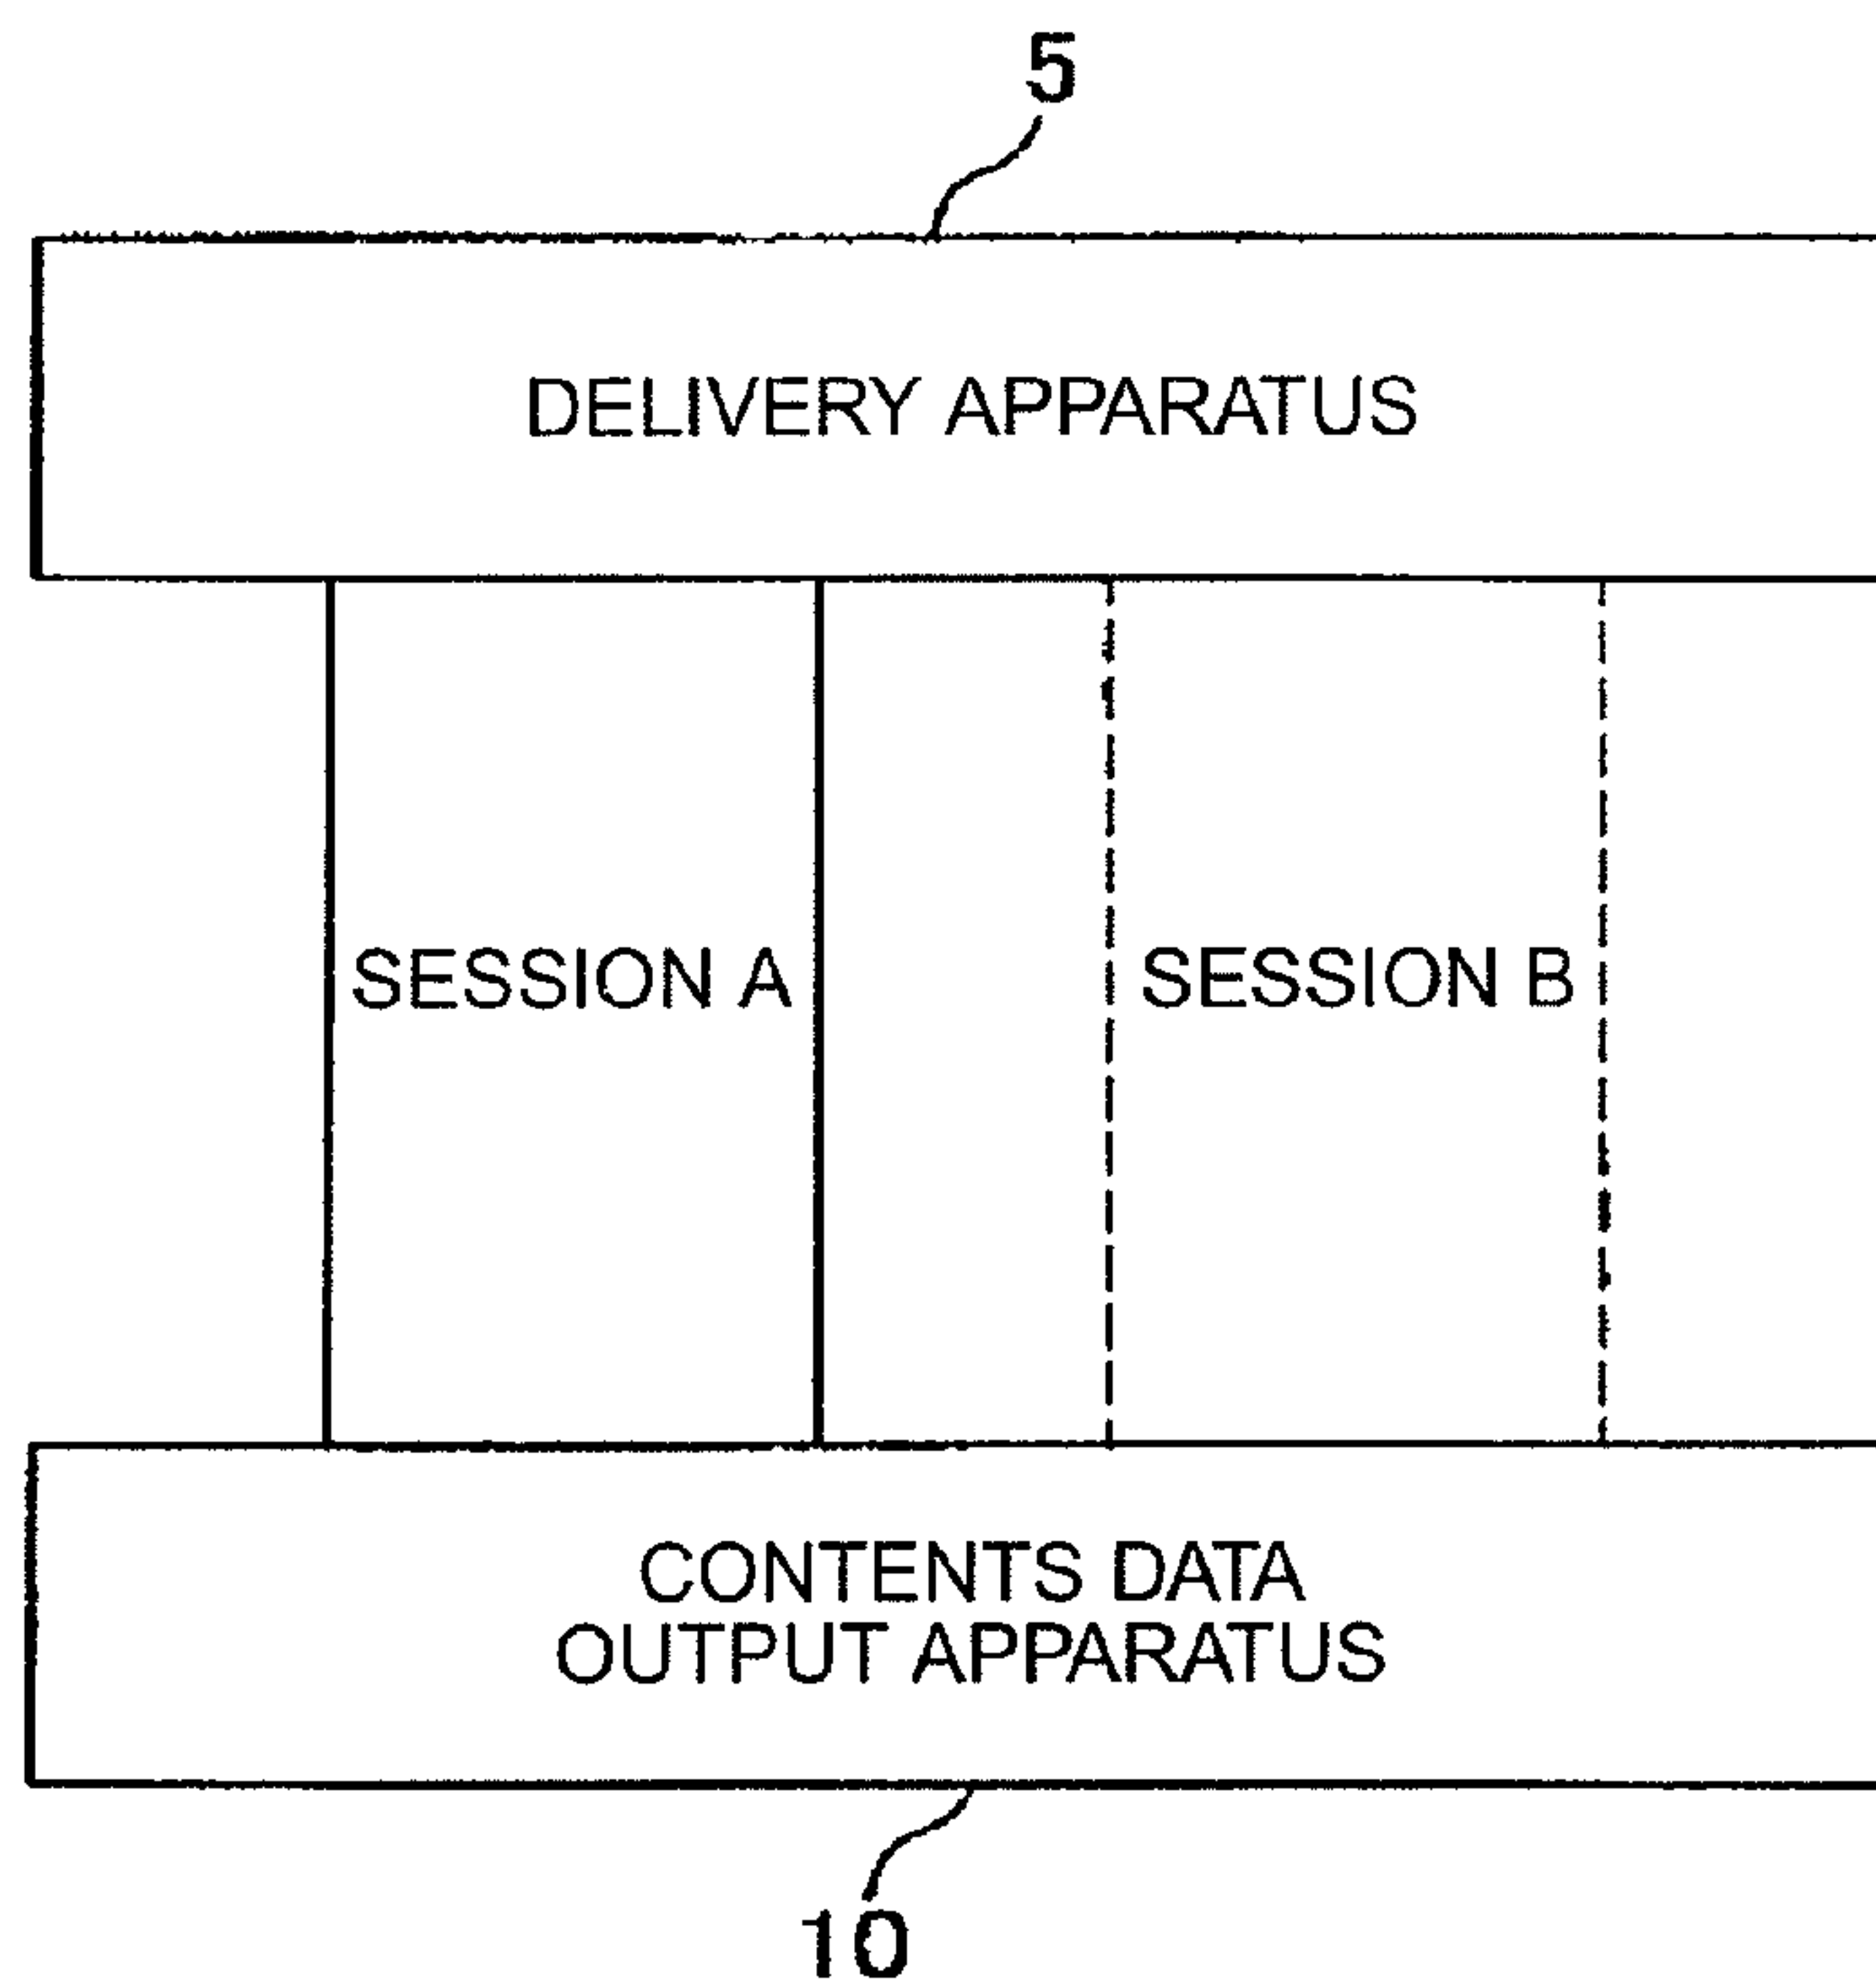 5
DELIVERY APPARATUS
SESSION A
SESSION B
CONTENTS DATA
OUTPUT APPARATUS
10